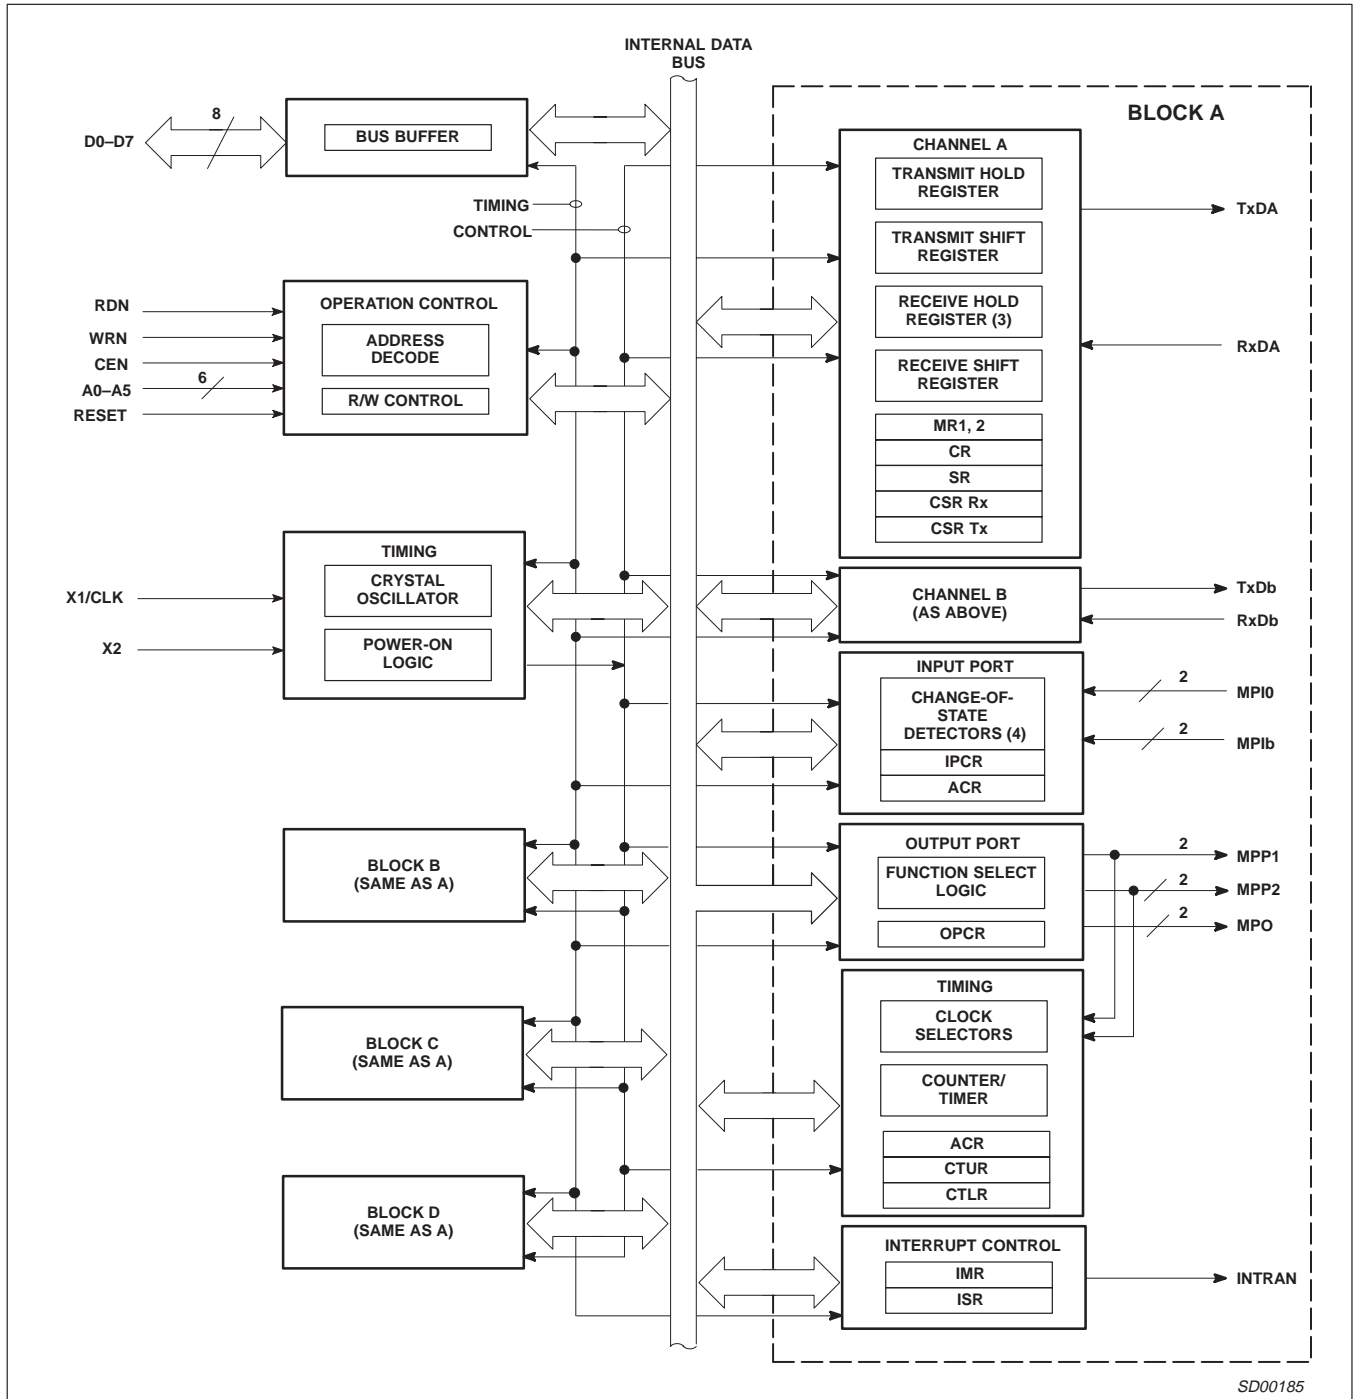 INTERNAL DATA
BUS
D0–D7
8
BUS BUFFER
TIMING
CONTROL
RDN
WRN
CEN
A0–A5
6
RESET
OPERATION CONTROL
ADDRESS
DECODE
R/W CONTROL
X1/CLK
X2
TIMING
CRYSTAL
OSCILLATOR
POWER-ON
LOGIC
BLOCK B
(SAME AS A)
BLOCK C
(SAME AS A)
BLOCK D
(SAME AS A)
BLOCK A
CHANNEL A
TRANSMIT HOLD
REGISTER
TRANSMIT SHIFT
REGISTER
RECEIVE HOLD
REGISTER (3)
RECEIVE SHIFT
REGISTER
MR1, 2
CR
SR
CSR Rx
CSR Tx
TxDA
RxDA
CHANNEL B
(AS ABOVE)
TxDb
RxDb
INPUT PORT
CHANGE-OF-
STATE
DETECTORS (4)
IPCR
ACR
2
MPI0
2
MPIb
OUTPUT PORT
FUNCTION SELECT
LOGIC
OPCR
2
MPP1
2
MPP2
2
MPO
TIMING
CLOCK
SELECTORS
COUNTER/
TIMER
ACR
CTUR
CTLR
INTERRUPT CONTROL
IMR
ISR
INTRAN
SD00185